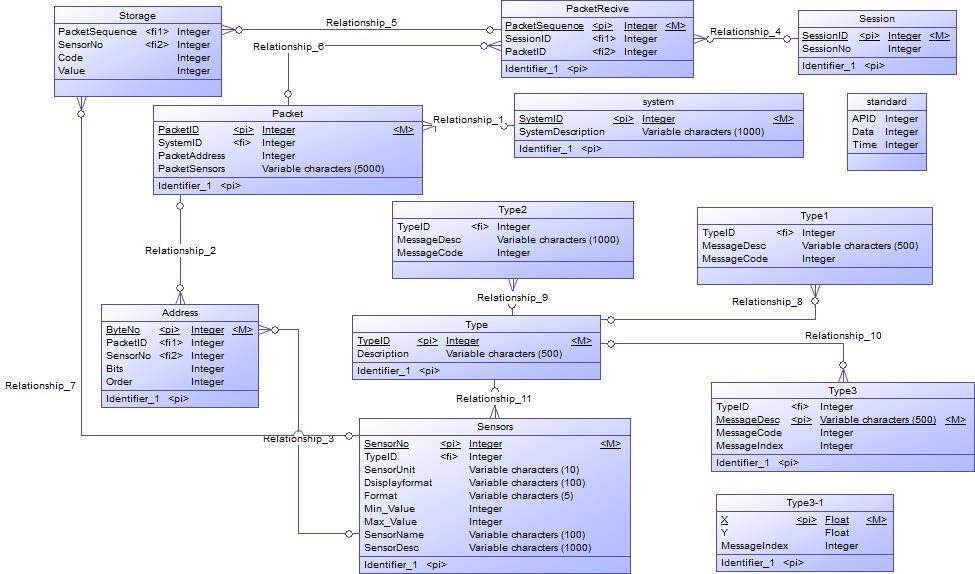 Storage
PacketSequence <fi1> Integer
SensorNo <fi2> Integer
Code Integer
Value Integer
Relationship_5
Relationship_6
PacketRecive
PacketSequence <pi> Integer <M>
SessionID <fi1> Integer
PacketID <fi2> Integer
Identifier_1 <pi>
Relationship_4
Session
SessionID <pi> Integer <M>
SessionNo Integer
Identifier_1 <pi>
Packet
PacketID <pi> Integer <M>
SystemID <fi> Integer
PacketAddress Integer
PacketSensors Variable characters (5000)
Identifier_1 <pi>
Relationship_1
system
SystemID <pi> Integer <M>
SystemDescription Variable characters (1000)
Identifier_1 <pi>
standard
APID Integer
Data Integer
Time Integer
Relationship_2
Type2
TypeID <fi> Integer
MessageDesc Variable characters (1000)
MessageCode Integer
Type1
TypeID <fi> Integer
MessageDesc Variable characters (500)
MessageCode Integer
Relationship_9
Relationship_8
Address
ByteNo <pi> Integer <M>
PacketID <fi1> Integer
SensorNo <fi2> Integer
Bits Integer
Order Integer
Identifier_1 <pi>
Type
TypeID <pi> Integer <M>
Description Variable characters (500)
Identifier_1 <pi>
Relationship_10
Relationship_7
Relationship_11
Relationship_3
Type3
TypeID <fi> Integer
MessageDesc <pi> Variable characters (500) <M>
MessageCode Integer
MessageIndex Integer
Identifier_1 <pi>
Sensors
SensorNo <pi> Integer <M>
TypeID <fi> Integer
SensorUnit Variable characters (10)
Dsisplayformat Variable characters (100)
Format Variable characters (5)
Min_Value Integer
Max_Value Integer
SensorName Variable characters (100)
SensorDesc Variable characters (1000)
Identifier_1 <pi>
Type3-1
X <pi> Float <M>
Y Float
MessageIndex Integer
Identifier_1 <pi>